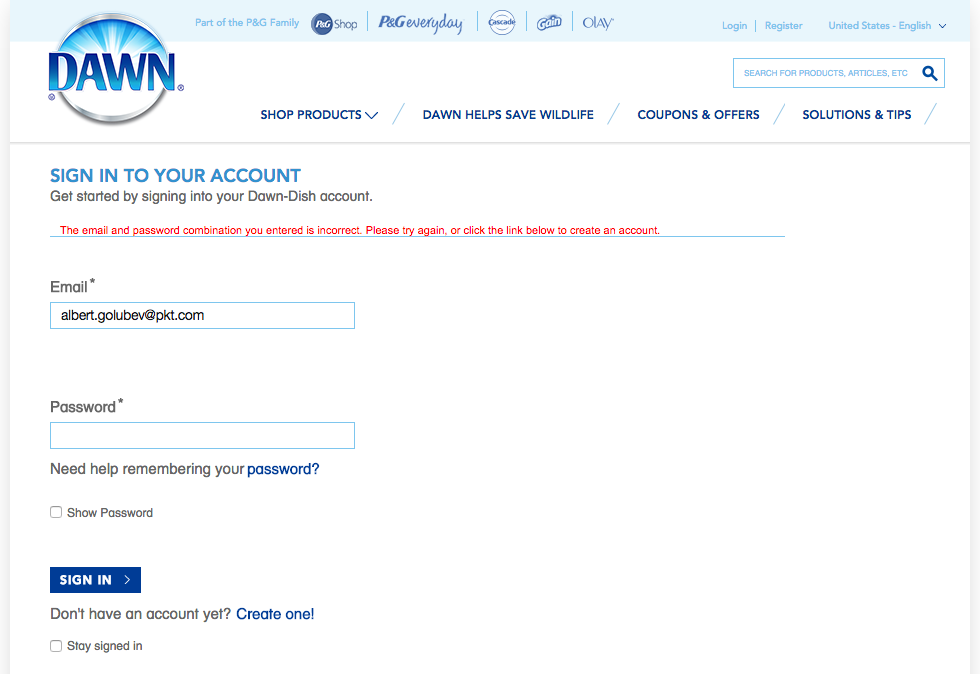 Part of the P&G Family
P&G Shop
P&G everyday
Cascade
Gain
OLAY
Login
Register
United States - English
DAWN
SEARCH FOR PRODUCTS, ARTICLES, ETC
SHOP PRODUCTS
DAWN HELPS SAVE WILDLIFE
COUPONS & OFFERS
SOLUTIONS & TIPS
SIGN IN TO YOUR ACCOUNT
Get started by signing into your Dawn-Dish account.
The email and password combination you entered is incorrect. Please try again, or click the link below to create an account.
Email*
albert.golubev@pkt.com
Password*
Need help remembering your password?
Show Password
SIGN IN
Don't have an account yet? Create one!
Stay signed in